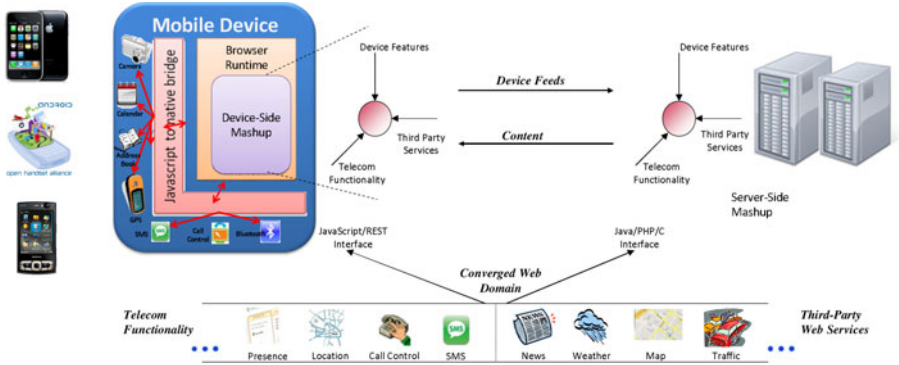 Mobile Device
Camera
Calendar
Address
Book
GPS
Javascript to native bridge
Browser
Runtime
Device-Side
Mashup
SMS
Call
Control
Bluetooth
ANDROID
open handset alliance
Device Features
Third Party
Services
Telecom
Functionality
Device Feeds
Content
Device Features
Third Party
Services
Telecom
Functionality
Server-Side
Mashup
JavaScript/REST
Interface
Java/PHP/C
Interface
Converged Web
Domain
Telecom
Functionality
Presence
Location
Call Control
SMS
SMS
NEWS
News
Weather
Map
Traffic
Third-Party
Web Services